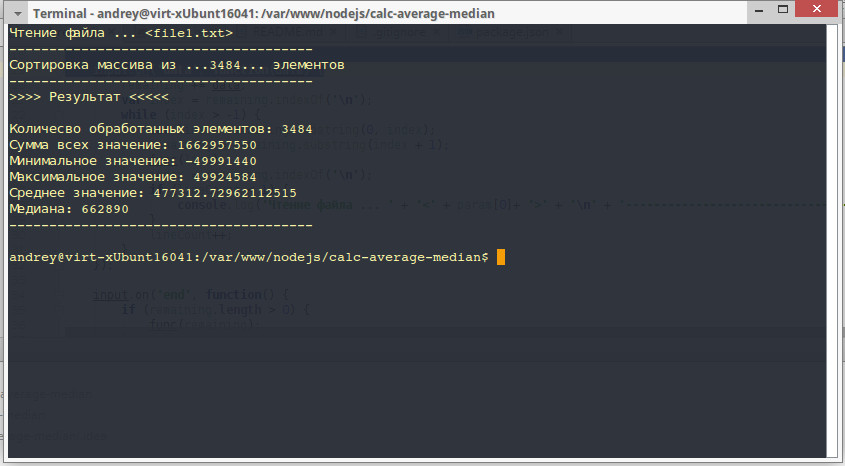 Terminal - andrey@virt-xUbunt16041: /var/www/nodejs/calc-average-median
Чтение файла ... <file1.txt>
--------------------------------------
Сортировка массива из ...3484... элементов
--------------------------------------
>>>> Результат <<<<<
Количесво обработанных элементов: 3484
Сумма всех значение: 1662957550
Минимальное значение: -49991440
Максимальное значение: 49924584
Среднее значение: 477312.72962112515
Медиана: 662890
--------------------------------------
andrey@virt-xUbunt16041:/var/www/nodejs/calc-average-median$